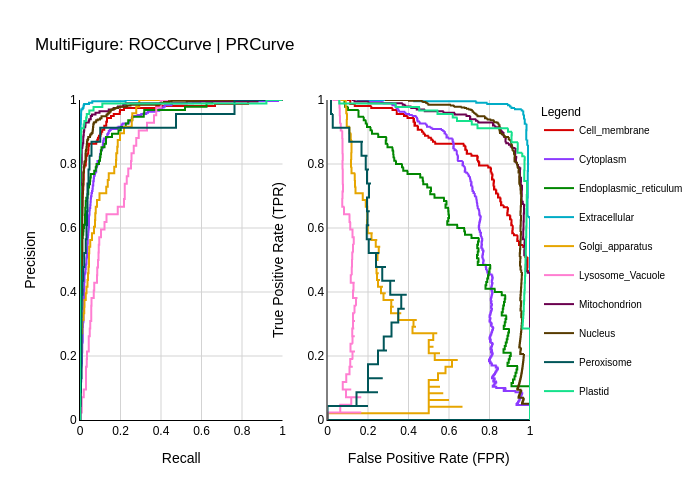 MultiFigure: ROCCurve | PRCurve
Legend
Cell_membrane
Cytoplasm
Endoplasmic_reticulum
Extracellular
Golgi_apparatus
Lysosome_Vacuole
Mitochondrion
Nucleus
Peroxisome
Plastid
Precision
1
0.8
0.6
0.4
0.2
0
0 0.2 0.4 0.6 0.8 1
Recall
True Positive Rate (TPR)
1
0.8
0.6
0.4
0.2
0
0 0.2 0.4 0.6 0.8 1
False Positive Rate (FPR)